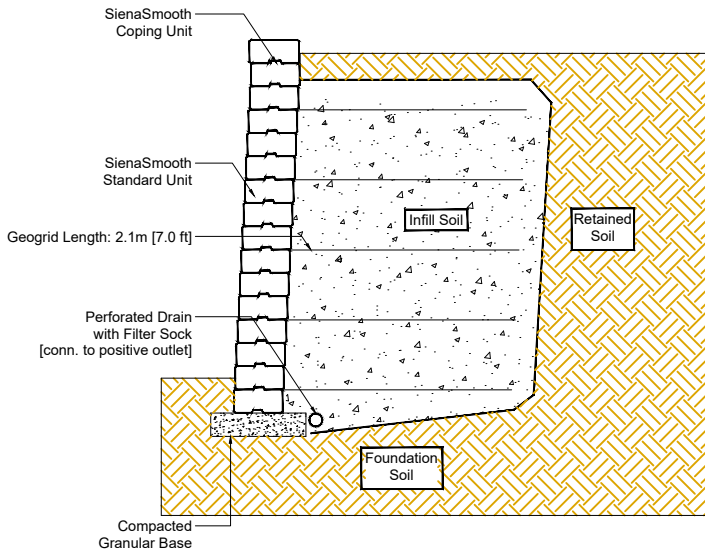 SienaSmooth
Coping Unit
SienaSmooth
Standard Unit
Infill Soil
Retained
Soil
Geogrid Length: 2.1m [7.0 ft]
Perforated Drain
with Filter Sock
[conn. to positive outlet]
Foundation
Soil
Compacted
Granular Base